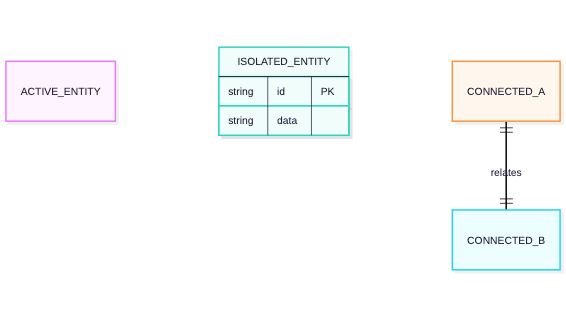 ACTIVE_ENTITY
ISOLATED_ENTITY
string id PK
string data
CONNECTED_A
relates
CONNECTED_B